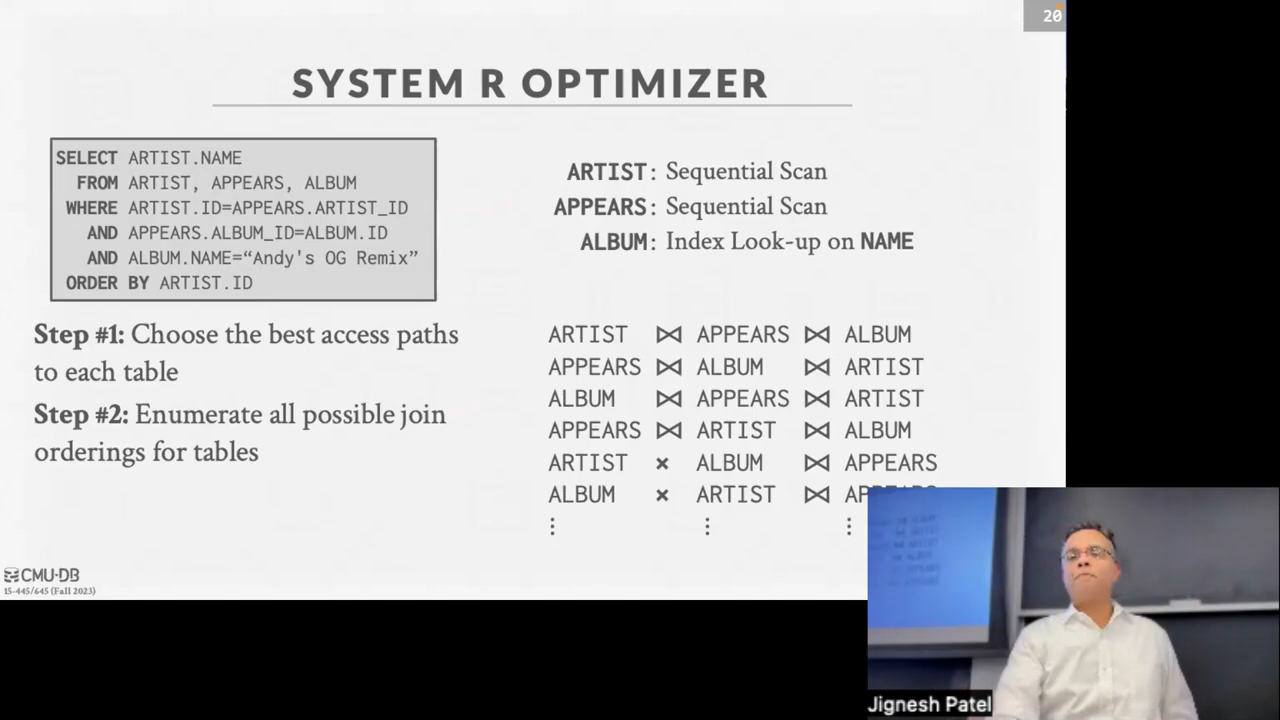 20
SYSTEM R OPTIMIZER
SELECT ARTIST.NAME
FROM ARTIST, APPEARS, ALBUM
WHERE ARTIST.ID=APPEARS.ARTIST_ID
AND APPEARS.ALBUM_ID=ALBUM.ID
AND ALBUM.NAME=“Andy's OG Remix”
ORDER BY ARTIST.ID
Step #1: Choose the best access paths
to each table
Step #2: Enumerate all possible join
orderings for tables
ARTIST: Sequential Scan
APPEARS: Sequential Scan
ALBUM: Index Look-up on NAME
ARTIST ⨝ APPEARS ⨝ ALBUM
APPEARS ⨝ ALBUM ⨝ ARTIST
ALBUM ⨝ APPEARS ⨝ ARTIST
APPEARS ⨝ ARTIST ⨝ ALBUM
ARTIST × ALBUM ⨝ APPEARS
ALBUM × ARTIST ⨝ APPEARS
⋮ ⋮ ⋮
CMU·DB
15-445/645 (Fall 2023)
Jignesh Patel